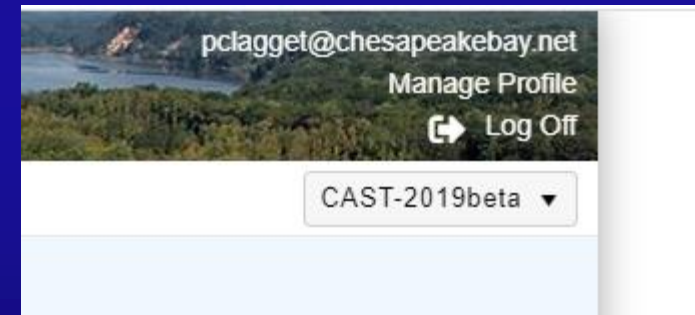 pclagget@chesapeakebay.net
Manage Profile
Log Off
CAST-2019beta